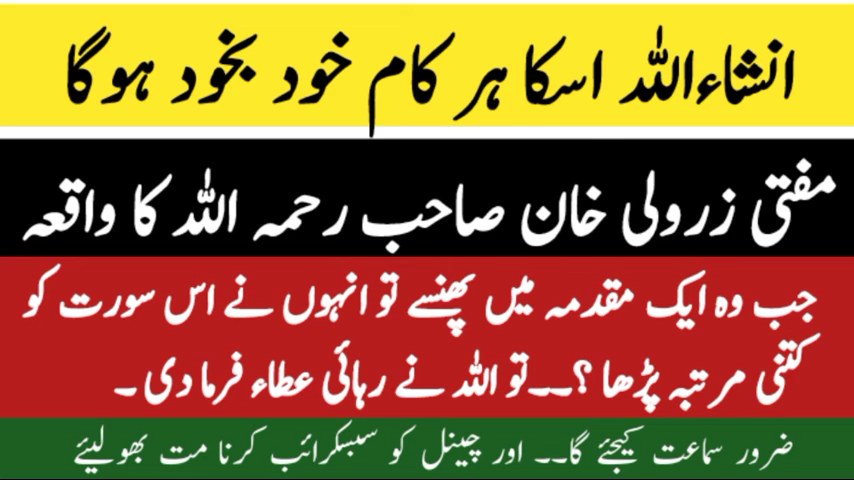 انشاءاللہ اسکا ہر کام خود بخود ہوگا
مفتی زرولی خان صاحب رحمہ اللہ کا واقعہ
جب وہ ایک مقدمہ میں پھنسے تو انہوں نے اس سورت کو
کتنی مرتبہ پڑھا ؟۔۔تو اللہ نے رہائی عطاء فرما دی۔
ضرور سماعت کیجئے گا۔۔ اور چینل کو سبسکرائب کرنا مت بھولیئے